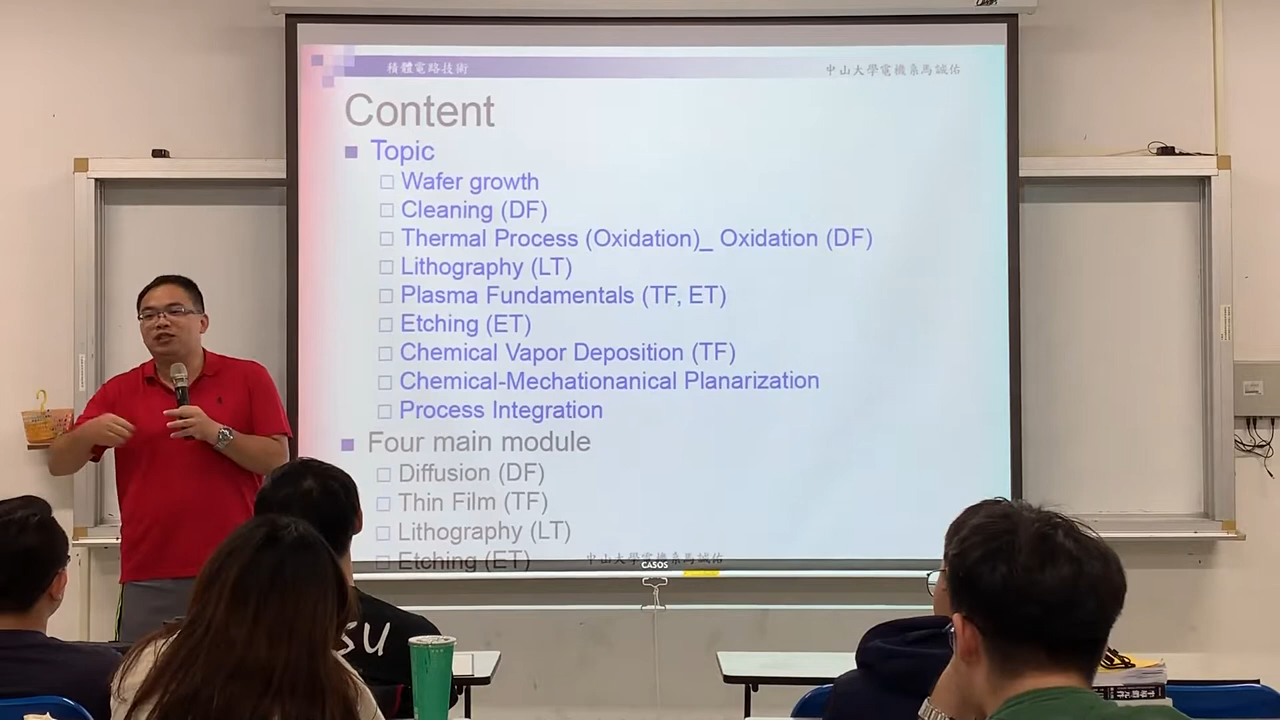 積體電路技術
中山大學電機系馬誠佑
Content
Topic
Wafer growth
Cleaning (DF)
Thermal Process (Oxidation)_ Oxidation (DF)
Lithography (LT)
Plasma Fundamentals (TF, ET)
Etching (ET)
Chemical Vapor Deposition (TF)
Chemical-Mechationanical Planarization
Process Integration
Four main module
Diffusion (DF)
Thin Film (TF)
Lithography (LT)
Etching (ET)
中山大學電機系馬誠佑
CASOS
SU